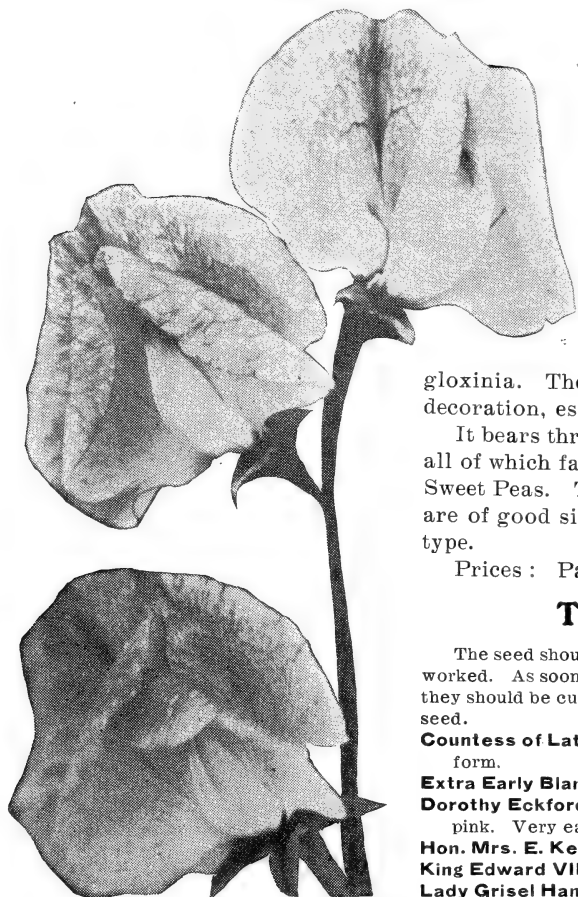 gloxinia. The
decoration, es
It bears thr
all of which fa
Sweet Peas. T
are of good si
type.
Prices : Pa
T
The seed shou
worked. As soon
they should be cu
seed.
Countess of Lat
form.
Extra Early Blan
Dorothy Eckford
pink. Very ea
Hon. Mrs. E. Ke
King Edward VII
Lady Grisel Ham